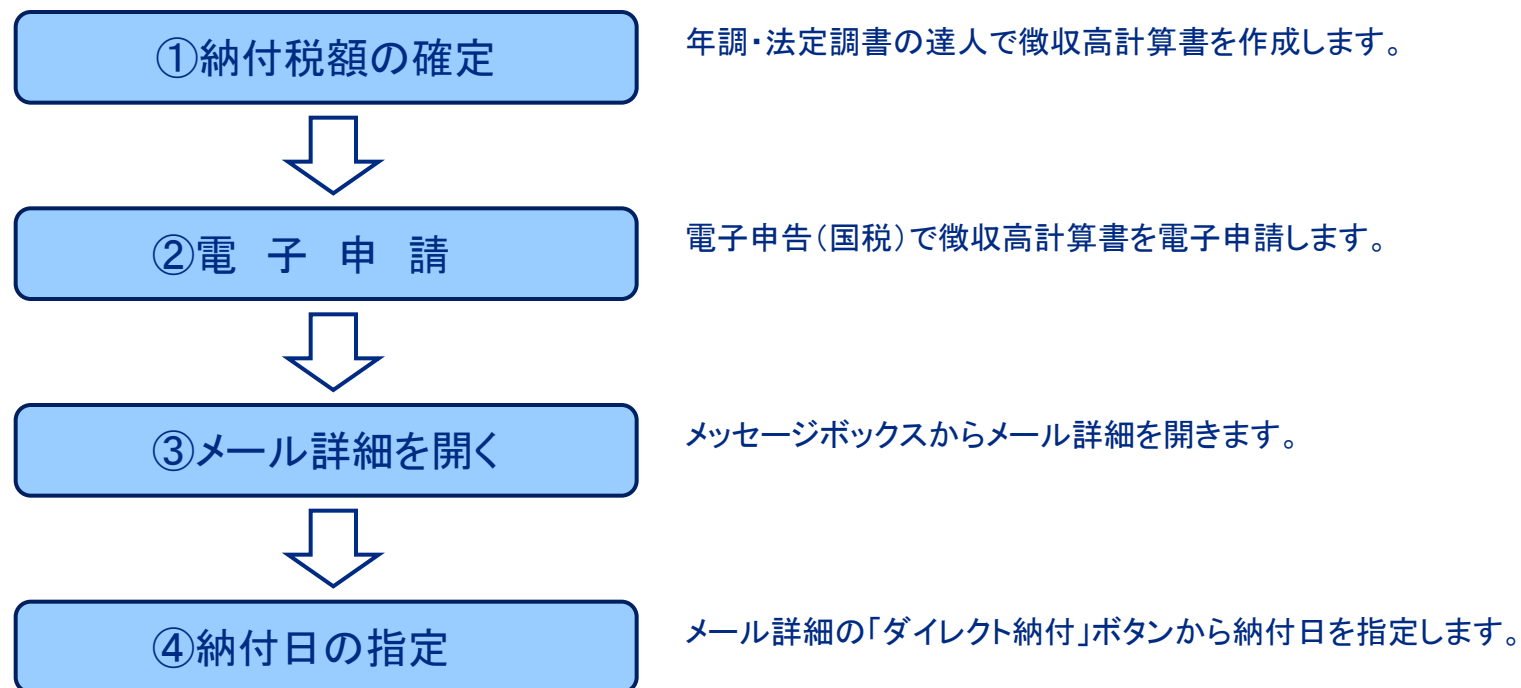 ①納付税額の確定
年調・法定調書の達人で徴収高計算書を作成します。
②電　子　申　請
電子申告（国税）で徴収高計算書を電子申請します。
③メール詳細を開く
メッセージボックスからメール詳細を開きます。
④納付日の指定
メール詳細の「ダイレクト納付」ボタンから納付日を指定します。